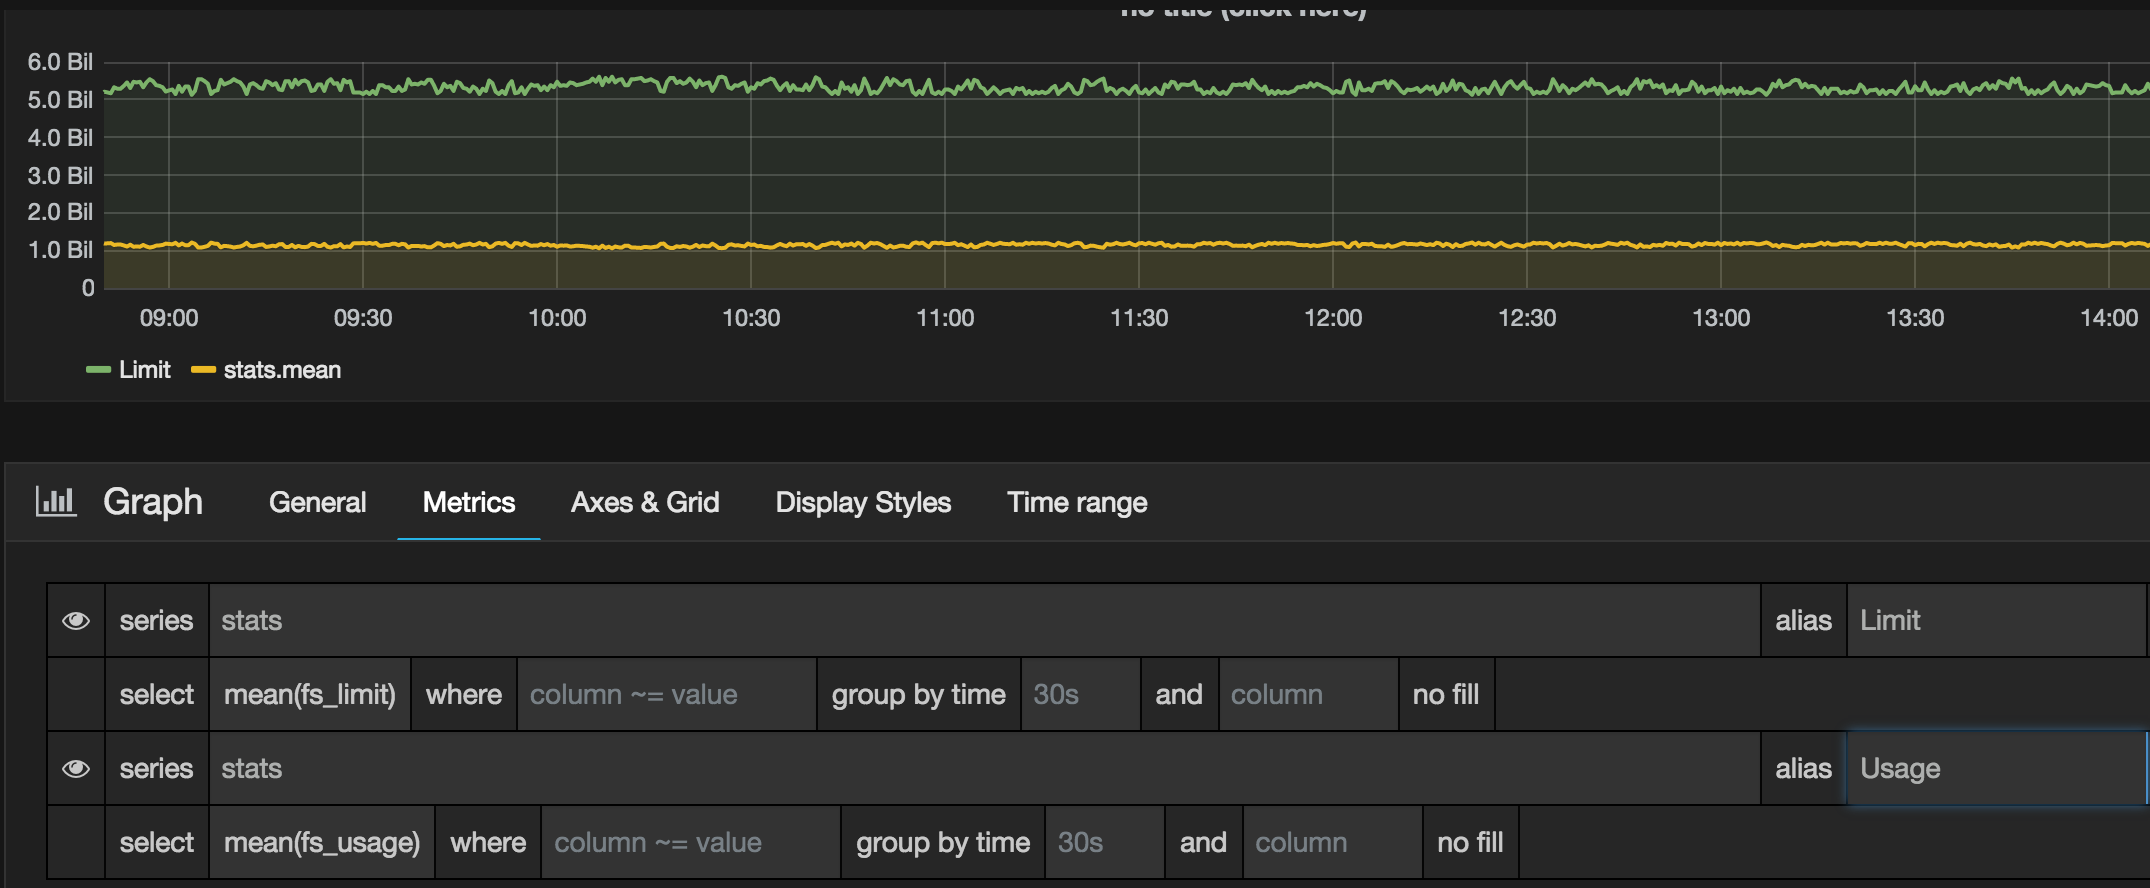 no title (click here)
6.0 Bil
5.0 Bil
4.0 Bil
3.0 Bil
2.0 Bil
1.0 Bil
0
09:00 09:30 10:00 10:30 11:00 11:30 12:00 12:30 13:00 13:30 14:00
Limit stats.mean
Graph General Metrics Axes & Grid Display Styles Time range
series stats alias Limit
select mean(fs_limit) where column ~= value group by time 30s and column no fill
series stats alias Usage
select mean(fs_usage) where column ~= value group by time 30s and column no fill